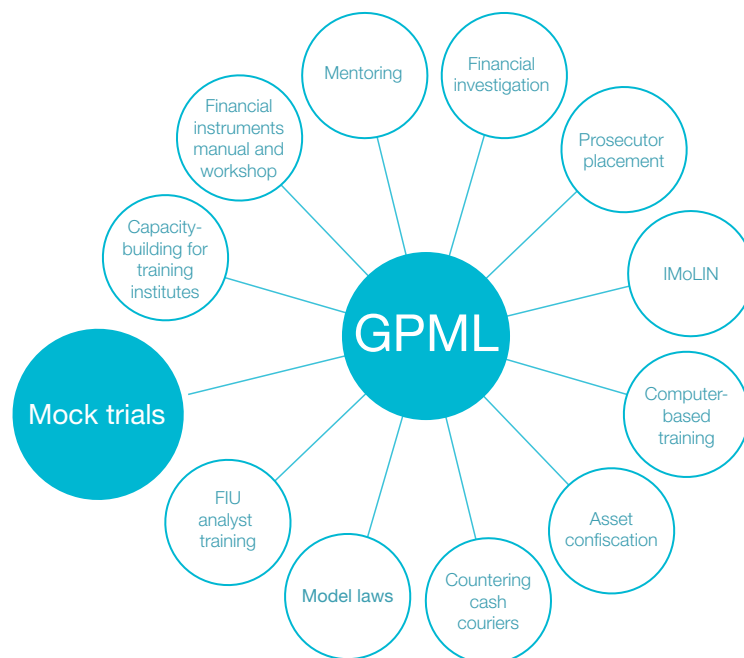 Mentoring
Financial
investigation
Financial
instruments
manual and
workshop
Prosecutor
placement
Capacity-
building for
training
institutes
IMoLIN
GPML
Mock trials
Computer-
based
training
FIU
analyst
training
Asset
confiscation
Model laws
Countering
cash
couriers